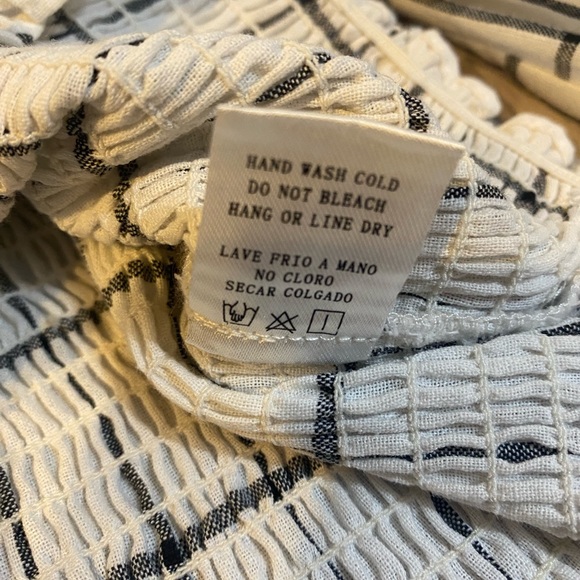 HAND WASH COLD
DO NOT BLEACH
HANG OR LINE DRY
LAVE FRIO A MANO
NO CLORO
SECAR COLGADO